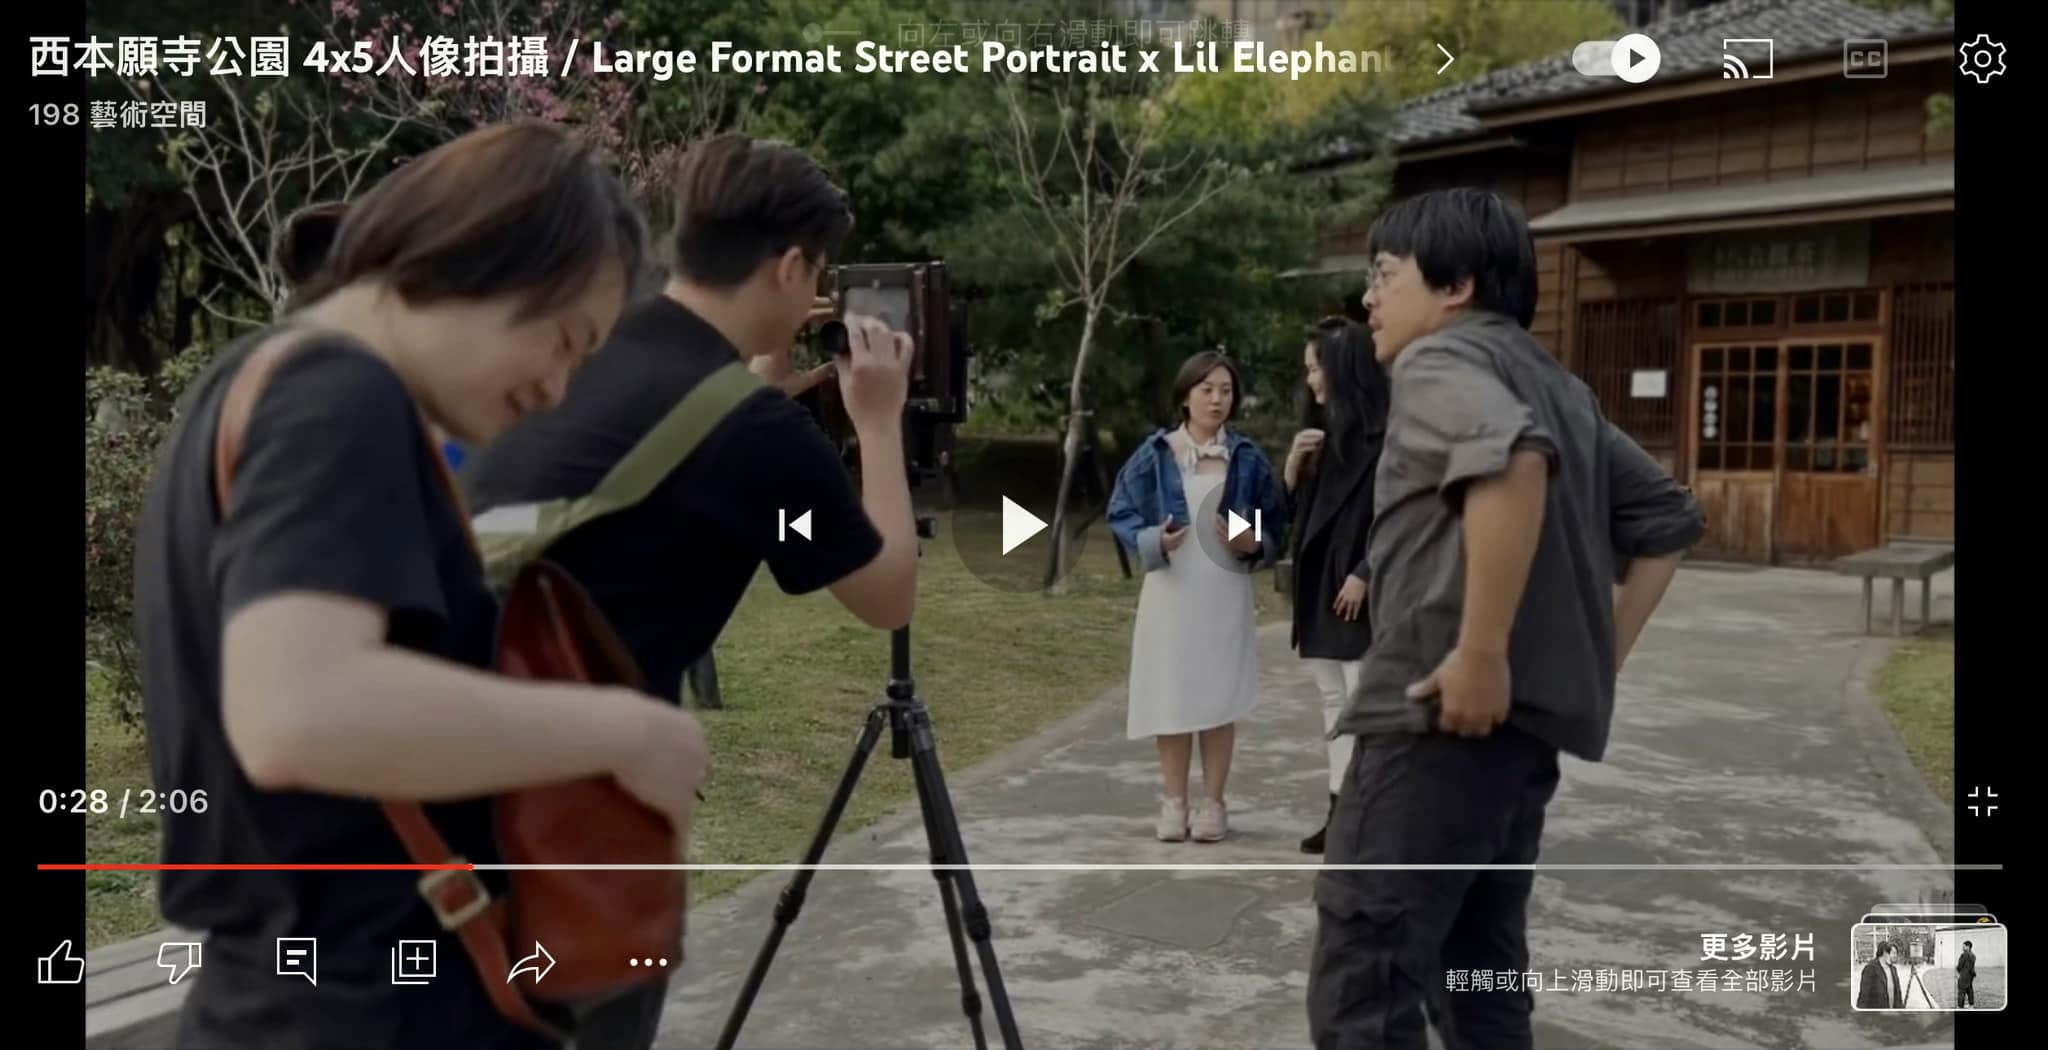 向左或向右滑動即可跳轉
西本願寺公園 4x5人像拍攝 / Large Format Street Portrait x Lil Elephant
198 藝術空間
CC
0:28 / 2:06
更多影片
輕觸或向上滑動即可查看全部影片